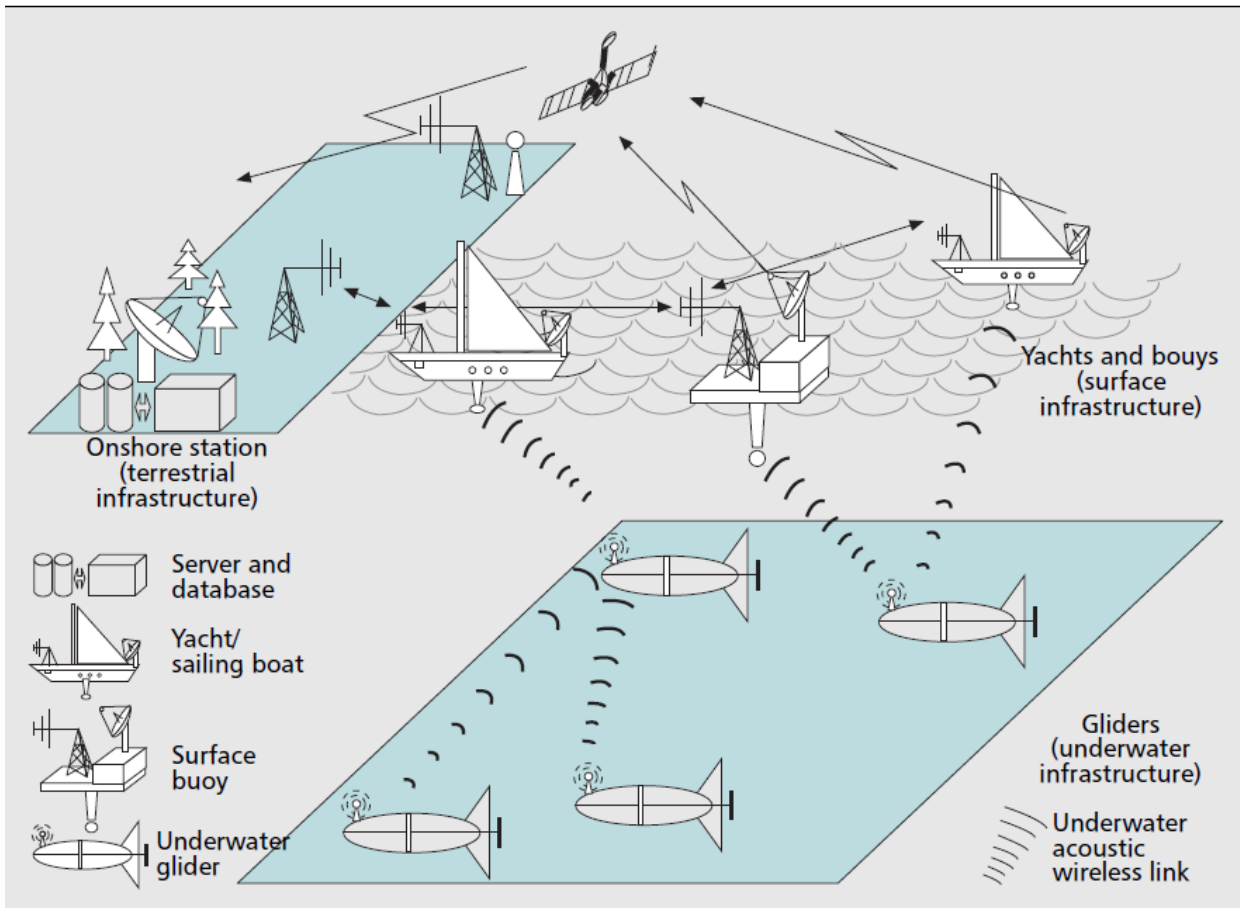 Yachts and bouys
(surface
infrastructure)
Onshore station
(terrestrial
infrastructure)
Server and
database
Yacht/
sailing boat
Surface
buoy
Underwater
glider
Gliders
(underwater
infrastructure)
Underwater
acoustic
wireless link